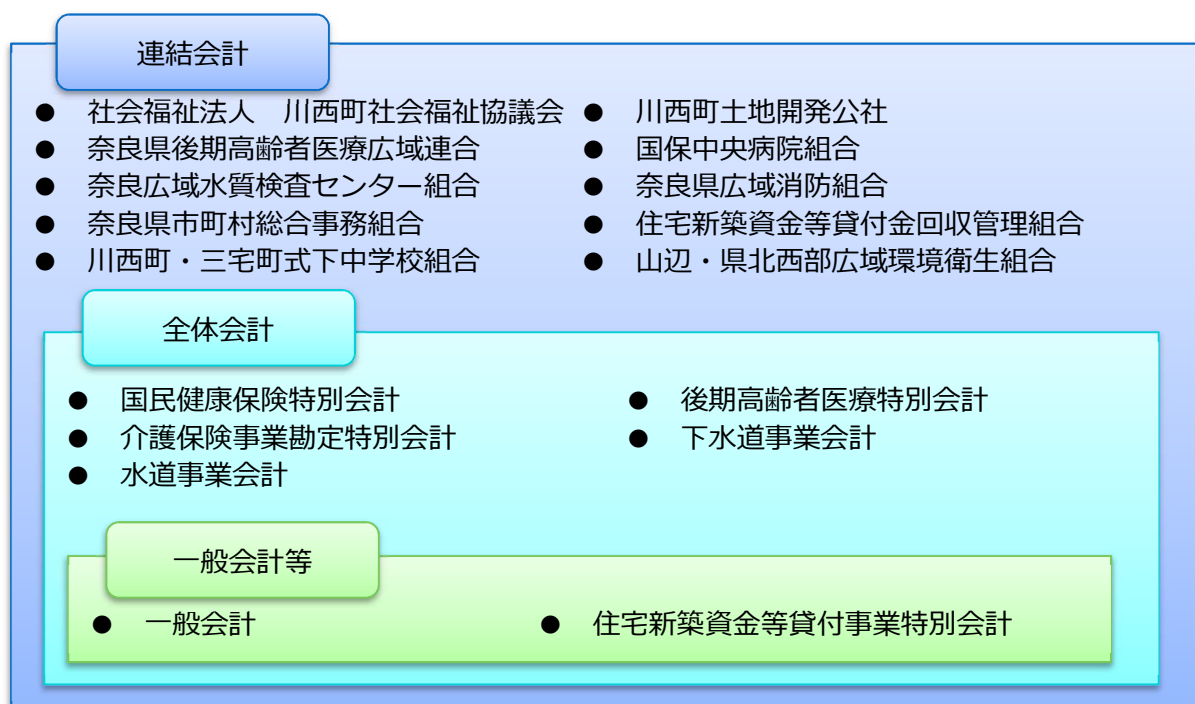 連結会計
● 社会福祉法人　川西町社会福祉協議会 ● 川西町土地開発公社
● 奈良県後期高齢者医療広域連合 ● 国保中央病院組合
● 奈良広域水質検査センター組合 ● 奈良県広域消防組合
● 奈良県市町村総合事務組合 ● 住宅新築資金等貸付金回収管理組合
● 川西町・三宅町式下中学校組合 ● 山辺・県北西部広域環境衛生組合
全体会計
● 国民健康保険特別会計 ● 後期高齢者医療特別会計
● 介護保険事業勘定特別会計 ● 下水道事業会計
● 水道事業会計
一般会計等
● 一般会計 ● 住宅新築資金等貸付事業特別会計